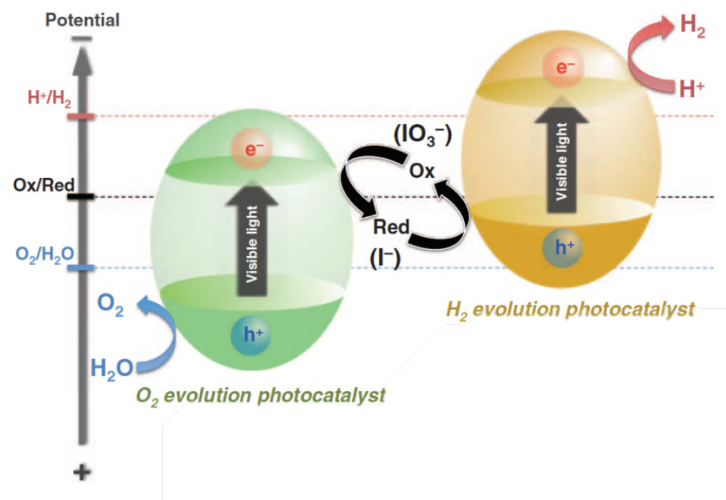 Potential
−
H⁺/H₂
Ox/Red
O₂/H₂O
O₂
H₂O
+
e⁻
Visible light
h⁺
O₂ evolution photocatalyst
(IO₃⁻)
Ox
Red
(I⁻)
e⁻
Visible light
h⁺
H₂
H⁺
H₂ evolution photocatalyst